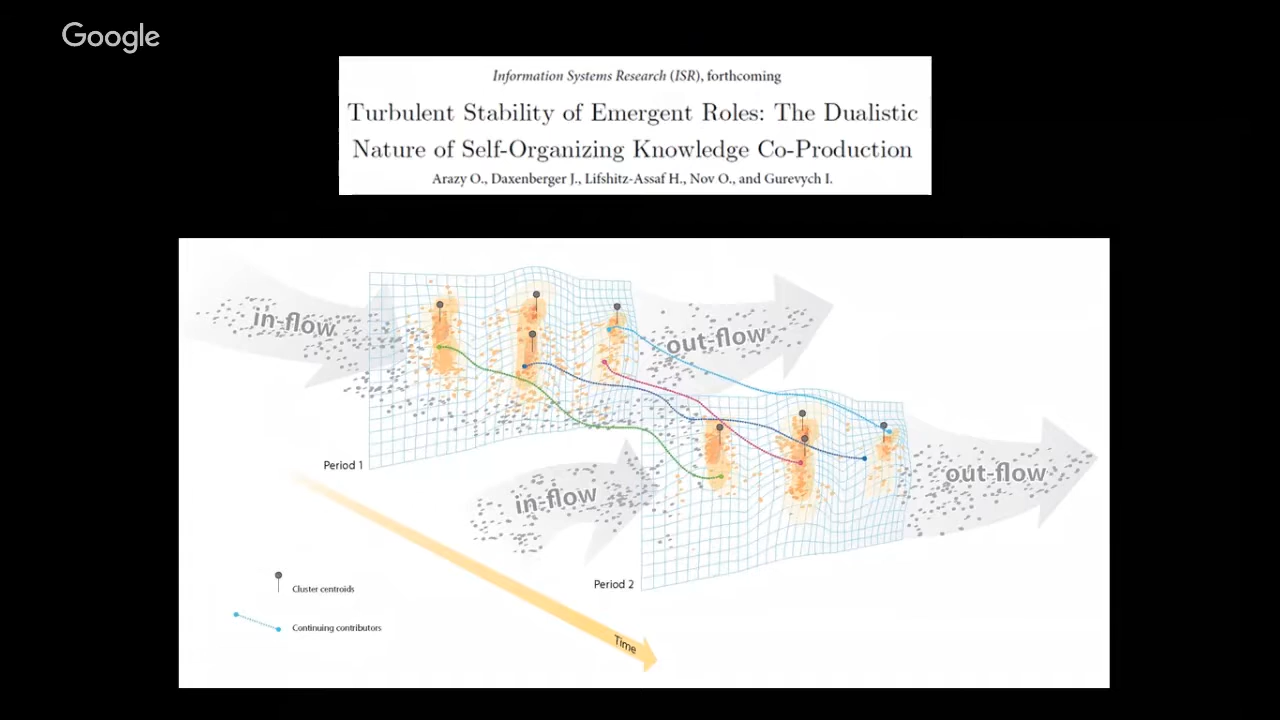 Google
Information Systems Research (ISR), forthcoming
Turbulent Stability of Emergent Roles: The Dualistic
Nature of Self-Organizing Knowledge Co-Production
Arazy O., Daxenberger J., Lifshitz-Assaf H., Nov O., and Gurevych I.
in-flow
out-flow
Period 1
in-flow
out-flow
Period 2
Cluster centroids
Continuing contributors
Time